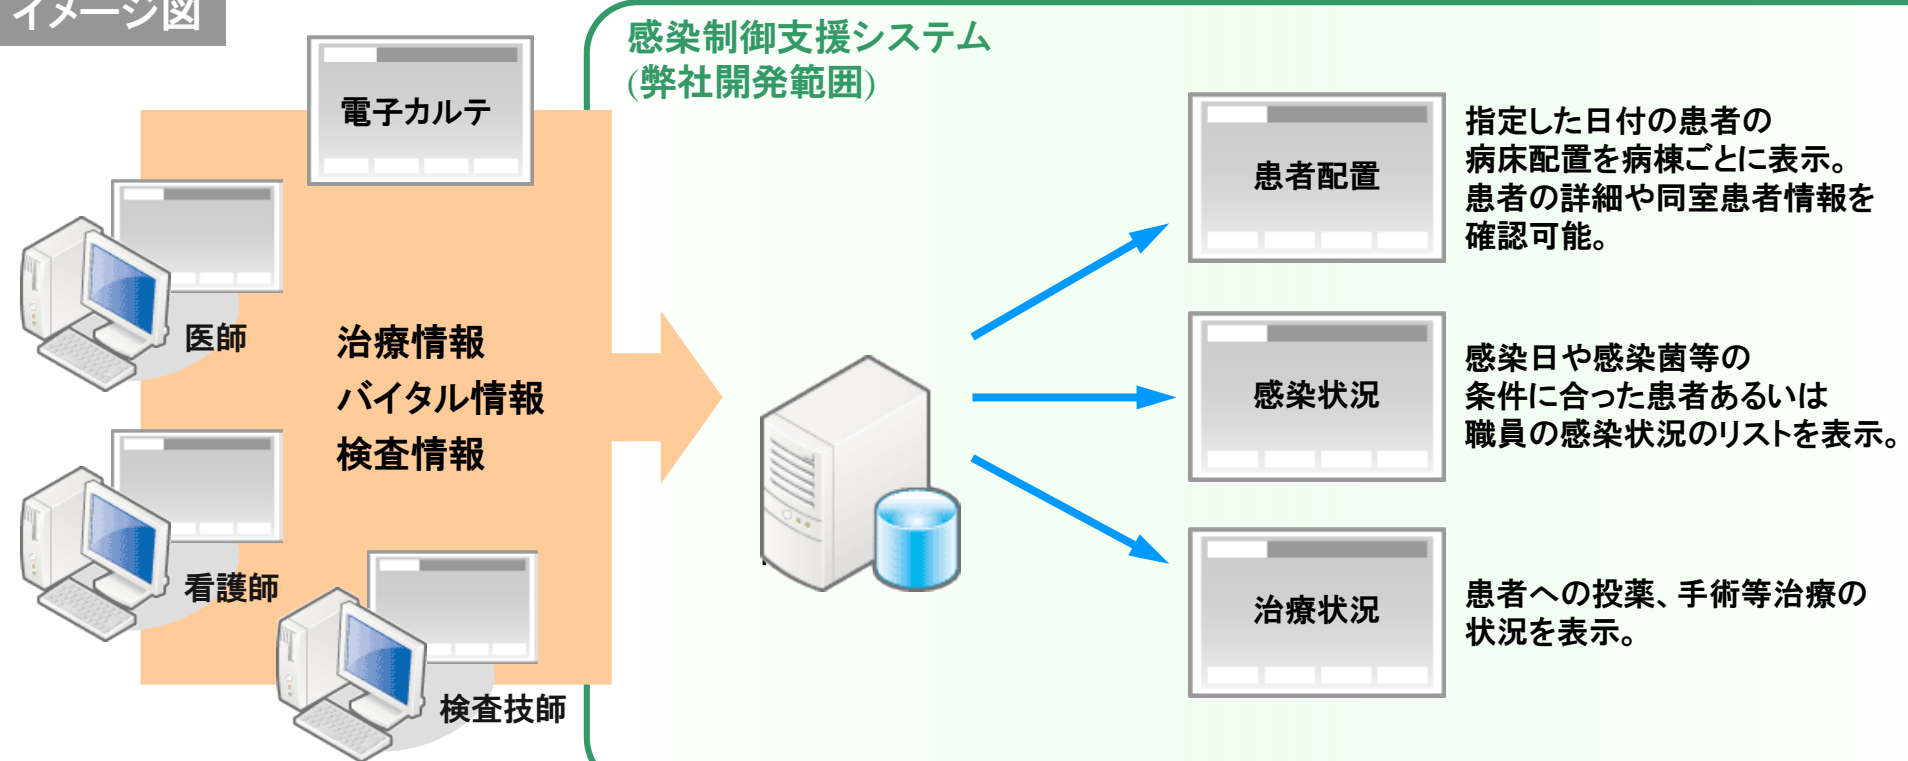 イメージ図
感染制御支援システム
(弊社開発範囲)
電子カルテ
医師
看護師
検査技師
治療情報
バイタル情報
検査情報
患者配置
指定した日付の患者の
病床配置を病棟ごとに表示。
患者の詳細や同室患者情報を
確認可能。
感染状況
感染日や感染菌等の
条件に合った患者あるいは
職員の感染状況のリストを表示。
治療状況
患者への投薬、手術等治療の
状況を表示。